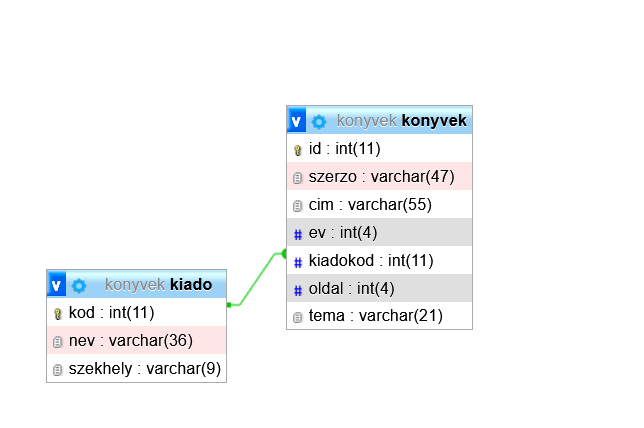 v konyvek konyvek
id : int(11)
szerzo : varchar(47)
cim : varchar(55)
# ev : int(4)
# kiadokod : int(11)
# oldal : int(4)
tema : varchar(21)
v konyvek kiado
kod : int(11)
nev : varchar(36)
szekhely : varchar(9)